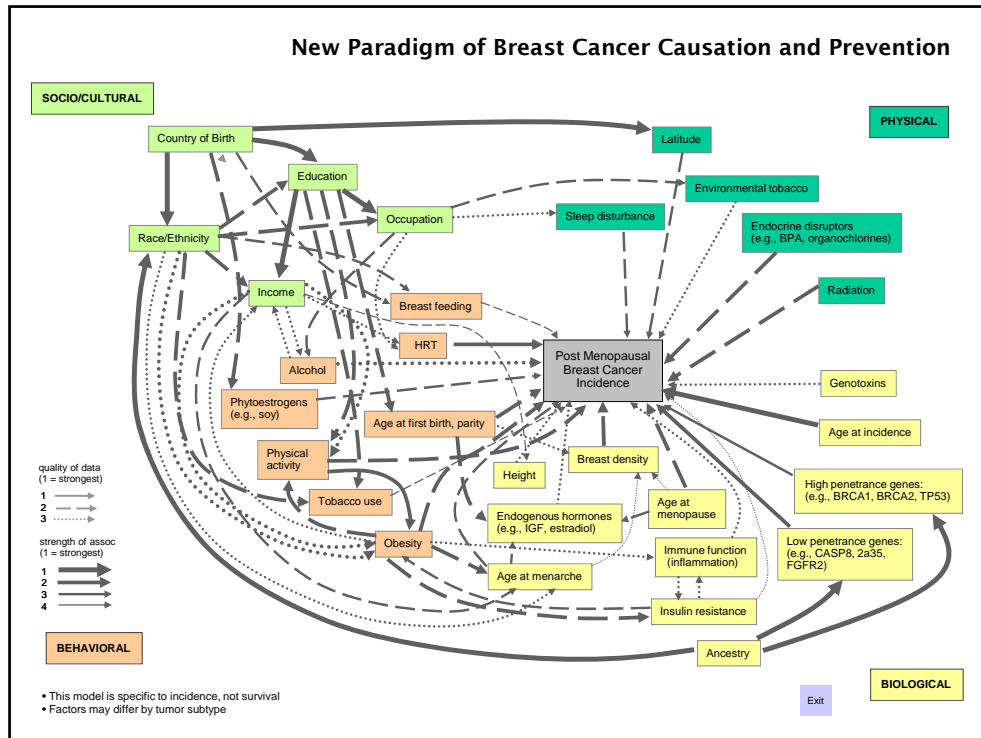 New Paradigm of Breast Cancer Causation and Prevention
SOCIO/CULTURAL
PHYSICAL
Country of Birth
Latitude
Education
Environmental tobacco
Occupation
Sleep disturbance
Endocrine disruptors
(e.g., BPA, organochlorines)
Race/Ethnicity
Income
Breast feeding
Radiation
HRT
Post Menopausal
Breast Cancer
Incidence
Alcohol
Genotoxins
Phytoestrogens
(e.g., soy)
Age at first birth, parity
Age at incidence
Physical
activity
Breast density
Height
quality of data
(1 = strongest)
1
2
3
High penetrance genes:
(e.g., BRCA1, BRCA2, TP53)
Tobacco use
Endogenous hormones
(e.g., IGF, estradiol)
Age at
menopause
strength of assoc
(1 = strongest)
1
2
3
4
Obesity
Immune function
(inflammation)
Low penetrance genes:
(e.g., CASP8, 2a35,
FGFR2)
Age at menarche
Insulin resistance
BEHAVIORAL
Ancestry
BIOLOGICAL
• This model is specific to incidence, not survival
• Factors may differ by tumor subtype
Exit